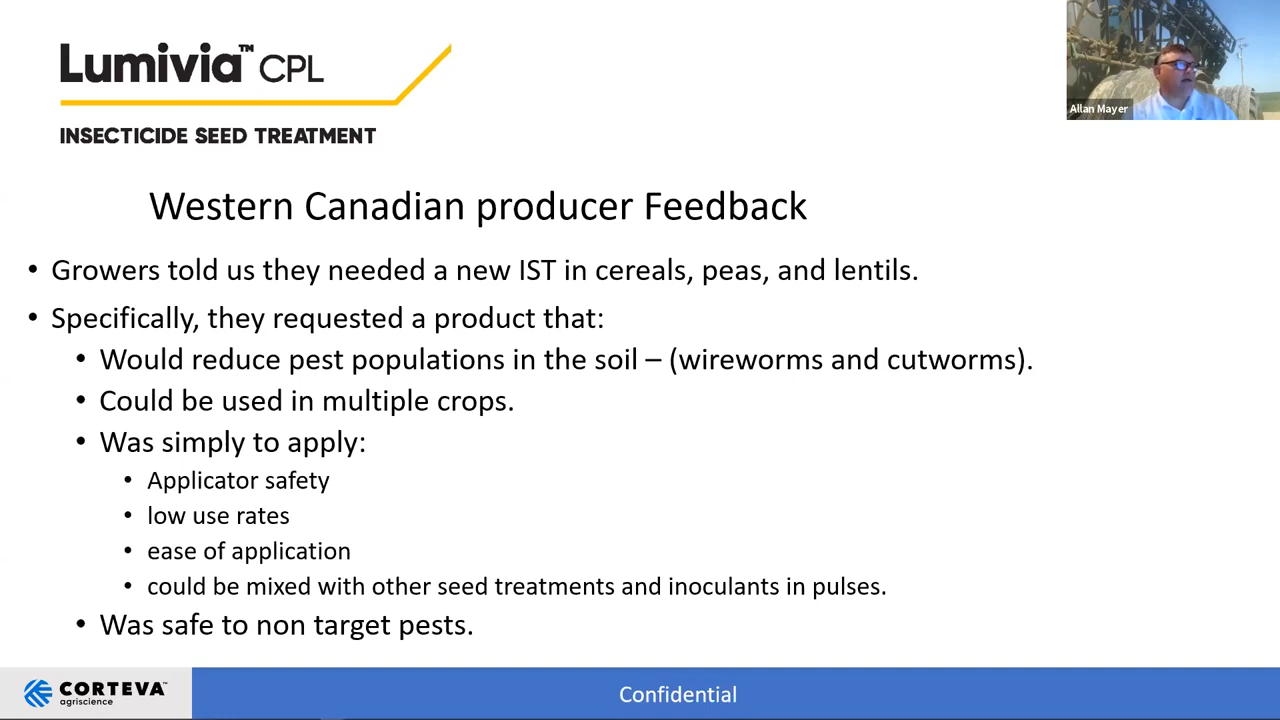 Lumivia™ CPL
Allan Mayer
INSECTICIDE SEED TREATMENT
Western Canadian producer Feedback
• Growers told us they needed a new IST in cereals, peas, and lentils.
• Specifically, they requested a product that:
• Would reduce pest populations in the soil – (wireworms and cutworms).
• Could be used in multiple crops.
• Was simply to apply:
• Applicator safety
• low use rates
• ease of application
• could be mixed with other seed treatments and inoculants in pulses.
• Was safe to non target pests.
CORTEVA™
agriscience
Confidential